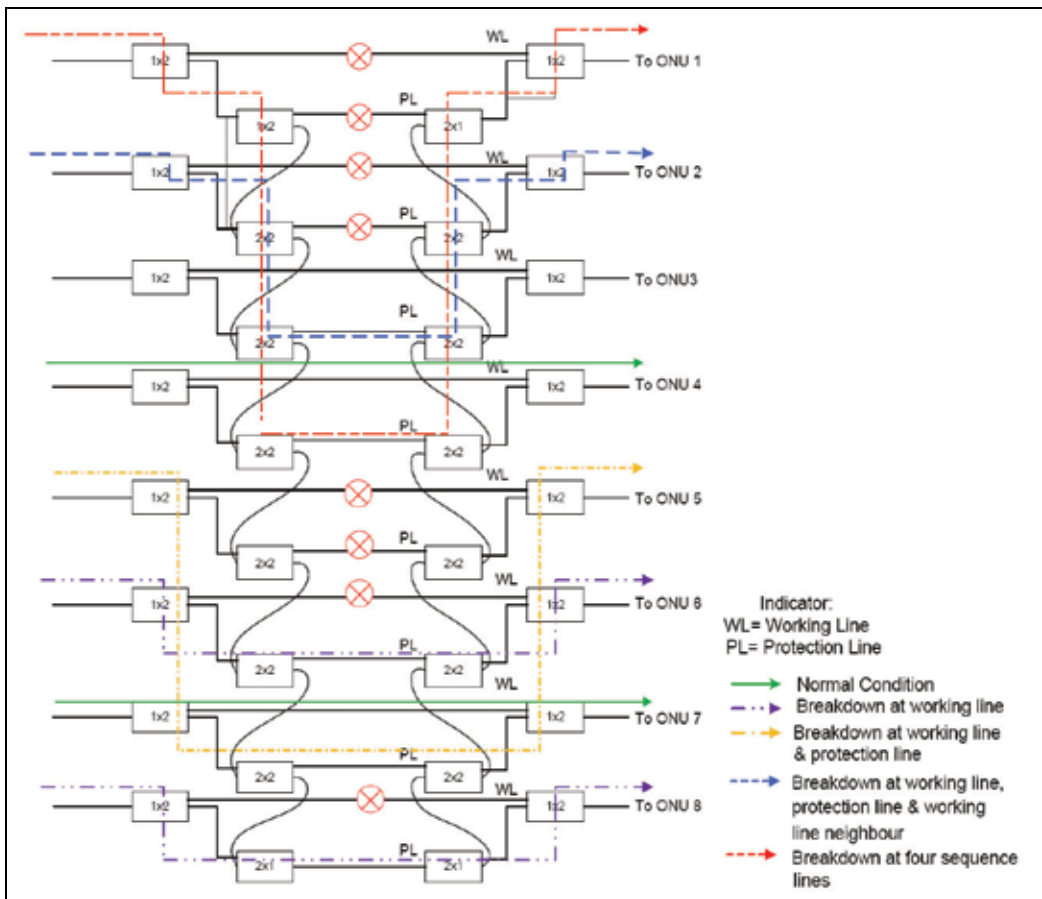 WL
1x2
1x2
To ONU 1
PL
1x2
2x1
WL
1x2
1x2
To ONU 2
PL
2x2
2x2
WL
1x2
1x2
To ONU3
PL
2x2
2x2
WL
1x2
1x2
To ONU 4
PL
2x2
2x2
WL
1x2
1x2
To ONU 5
PL
2x2
2x2
WL
1x2
1x2
To ONU 6
2x2
2x2
WL
1x2
1x2
To ONU 7
PL
2x2
2x2
WL
1x2
1x2
To ONU 8
PL
2x1
2x1
Indicator:
WL= Working Line
PL= Protection Line
Normal Condition
Breakdown at working line
Breakdown at working line
& protection line
Breakdown at working line,
protection line & working
line neighbour
Breakdown at four sequence
lines